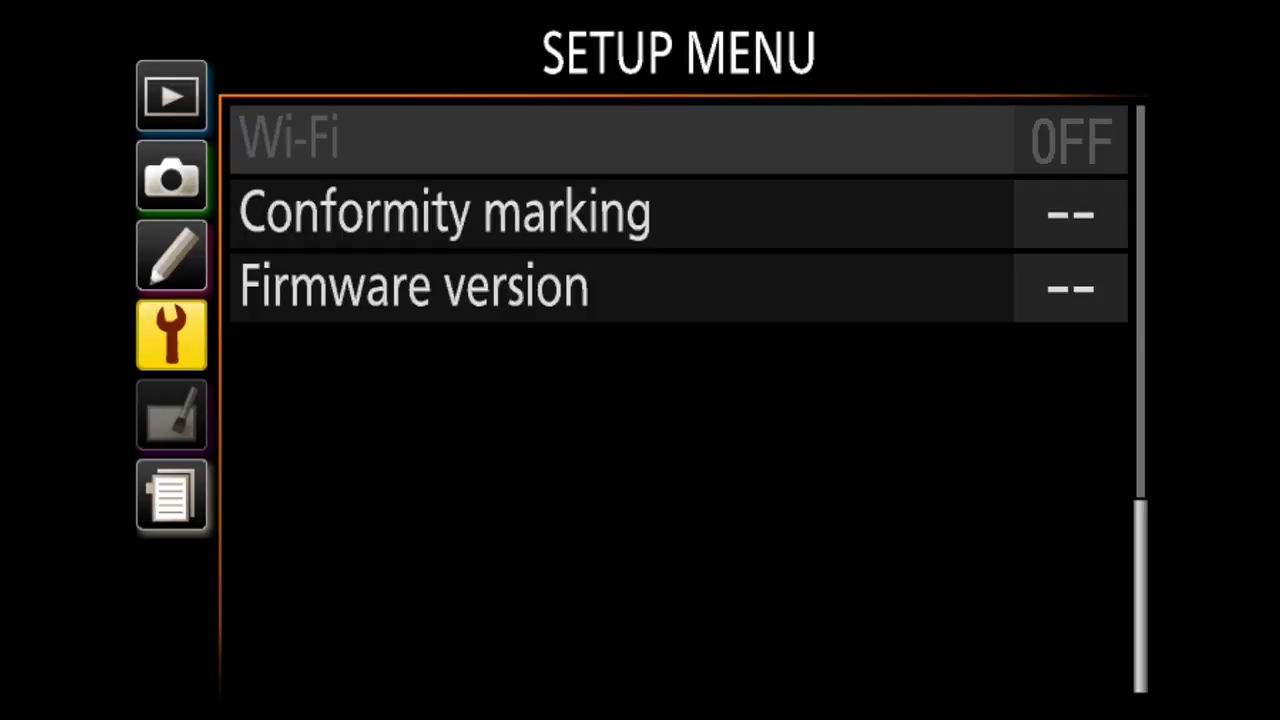 SETUP MENU
Wi-Fi OFF
Conformity marking --
Firmware version --